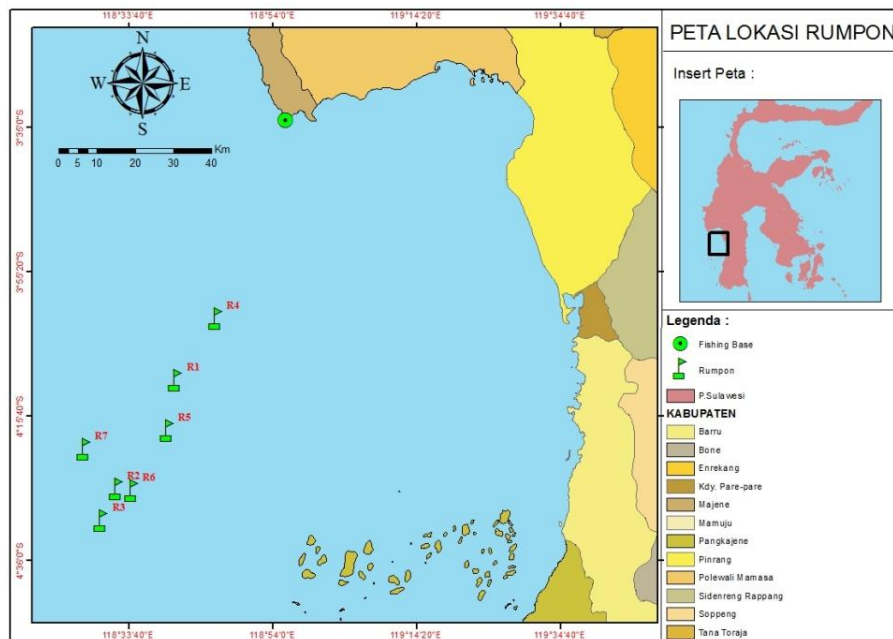 118°33'40"E 118°54'0"E 119°14'20"E 119°34'40"E
N
W E
S
Km
0 5 10 20 30 40
3°35'0"S
3°55'20"S
4°15'40"S
4°36'0"S
R4
R1
R5
R7
R2 R6
R3
118°33'40"E 118°54'0"E 119°14'20"E 119°34'40"E
PETA LOKASI RUMPON
Insert Peta :
Legenda :
Fishing Base
Rumpon
P.Sulawesi
KABUPATEN
Barru
Bone
Enrekang
Kdy. Pare-pare
Majene
Mamuju
Pangkajene
Pinrang
Polewali Mamasa
Sidenreng Rappang
Soppeng
Tana Toraja